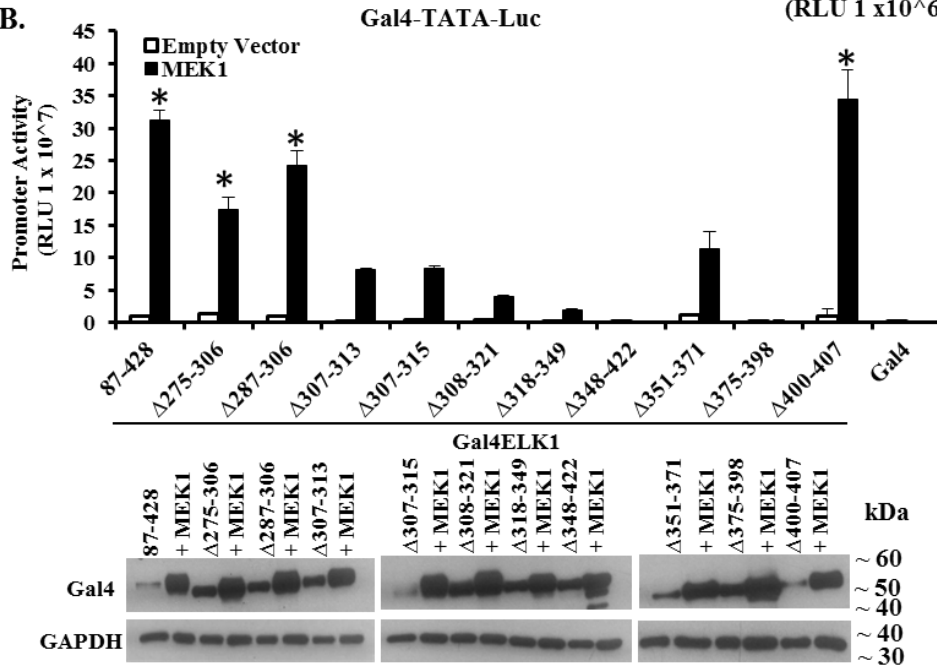 B.
Gal4-TATA-Luc
(RLU 1 x10^6
Empty Vector
MEK1
Promoter Activity
(RLU 1 x 10^7)
45
40
35
30
25
20
15
10
5
0
* * * *
87-428 Δ275-306 Δ287-306 Δ307-313 Δ307-315 Δ308-321 Δ318-349 Δ348-422 Δ351-371 Δ375-398 Δ400-407 Gal4
Gal4ELK1
87-428 + MEK1 Δ275-306 + MEK1 Δ287-306 + MEK1 Δ307-313 + MEK1
Δ307-315 + MEK1 Δ308-321 + MEK1 Δ318-349 + MEK1 Δ348-422 + MEK1
Δ351-371 + MEK1 Δ375-398 + MEK1 Δ400-407 + MEK1
kDa
Gal4
~ 60
~ 50
~ 40
GAPDH
~ 40
~ 30